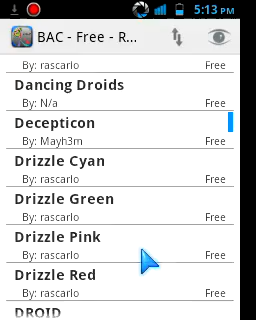 5:13 PM
BAC - Free - R...
By: rascarlo Free
Dancing Droids
By: N/a Free
Decepticon
By: Mayh3m Free
Drizzle Cyan
By: rascarlo Free
Drizzle Green
By: rascarlo Free
Drizzle Pink
By: rascarlo Free
Drizzle Red
By: rascarlo Free
DROID